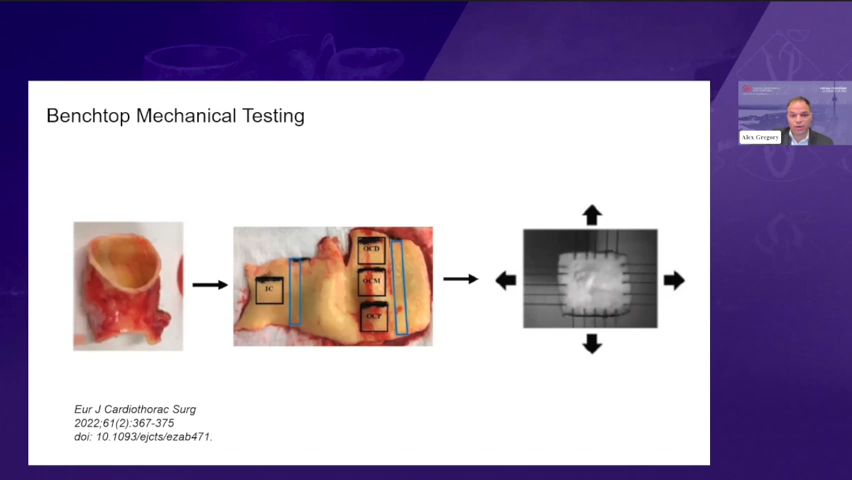 Benchtop Mechanical Testing
Alex Gregory
IC
OCD
OCM
OCP
Eur J Cardiothorac Surg
2022;61(2):367-375
doi: 10.1093/ejcts/ezab471.